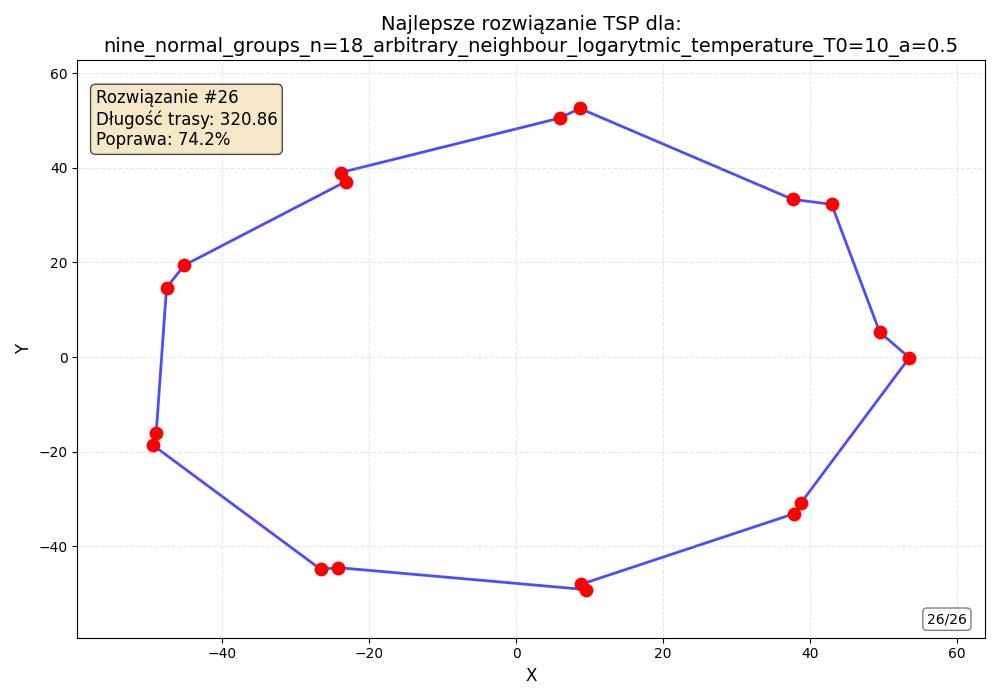 Najlepsze rozwiązanie TSP dla:
nine_normal_groups_n=18_arbitrary_neighbour_logarytmic_temperature_T0=10_a=0.5
Rozwiązanie #26
Długość trasy: 320.86
Poprawa: 74.2%
60
40
20
0
−20
−40
Y
26/26
−40
−20
0
20
40
60
X